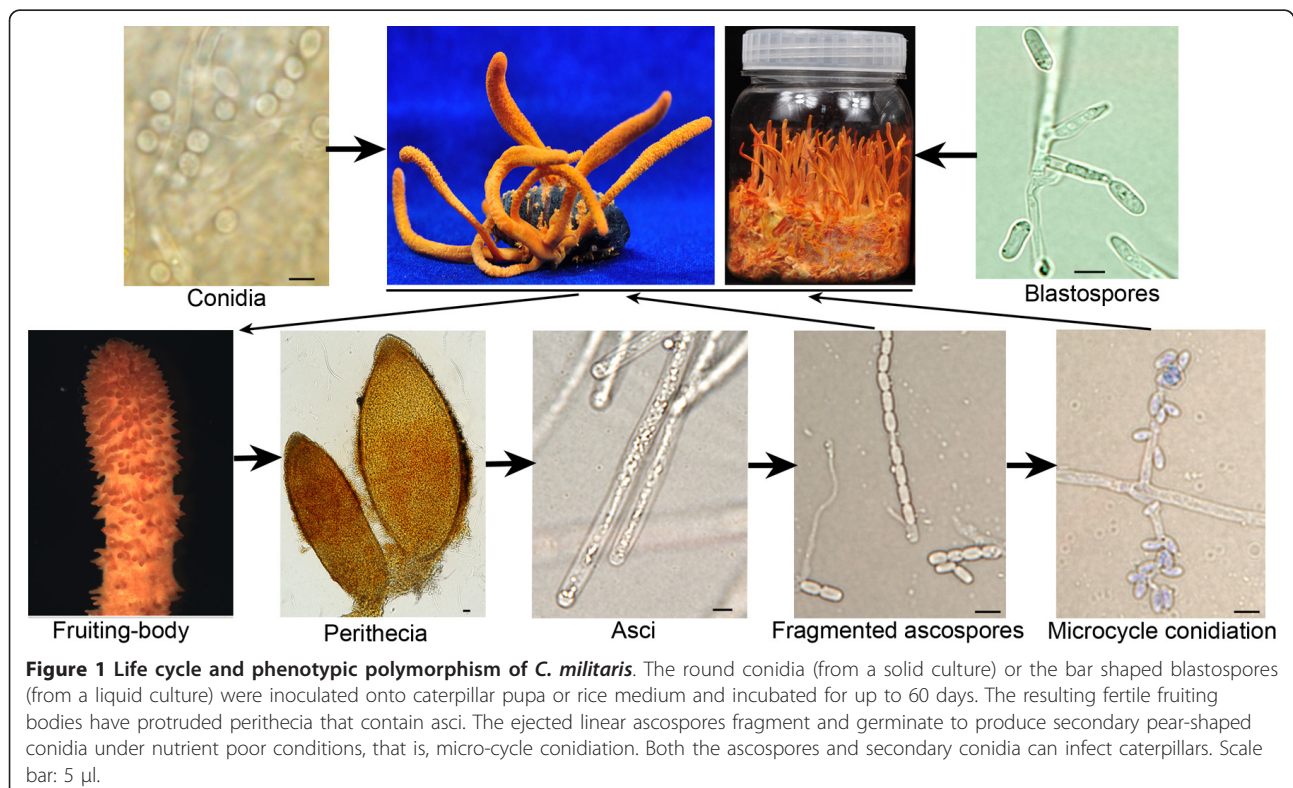 Conidia
Blastospores
Fruiting-body
Perithecia
Asci
Fragmented ascospores
Microcycle conidiation
Figure 1 Life cycle and phenotypic polymorphism of C. militaris. The round conidia (from a solid culture) or the bar shaped blastospores
(from a liquid culture) were inoculated onto caterpillar pupa or rice medium and incubated for up to 60 days. The resulting fertile fruiting
bodies have protruded perithecia that contain asci. The ejected linear ascospores fragment and germinate to produce secondary pear-shaped
conidia under nutrient poor conditions, that is, micro-cycle conidiation. Both the ascospores and secondary conidia can infect caterpillars. Scale
bar: 5 μl.